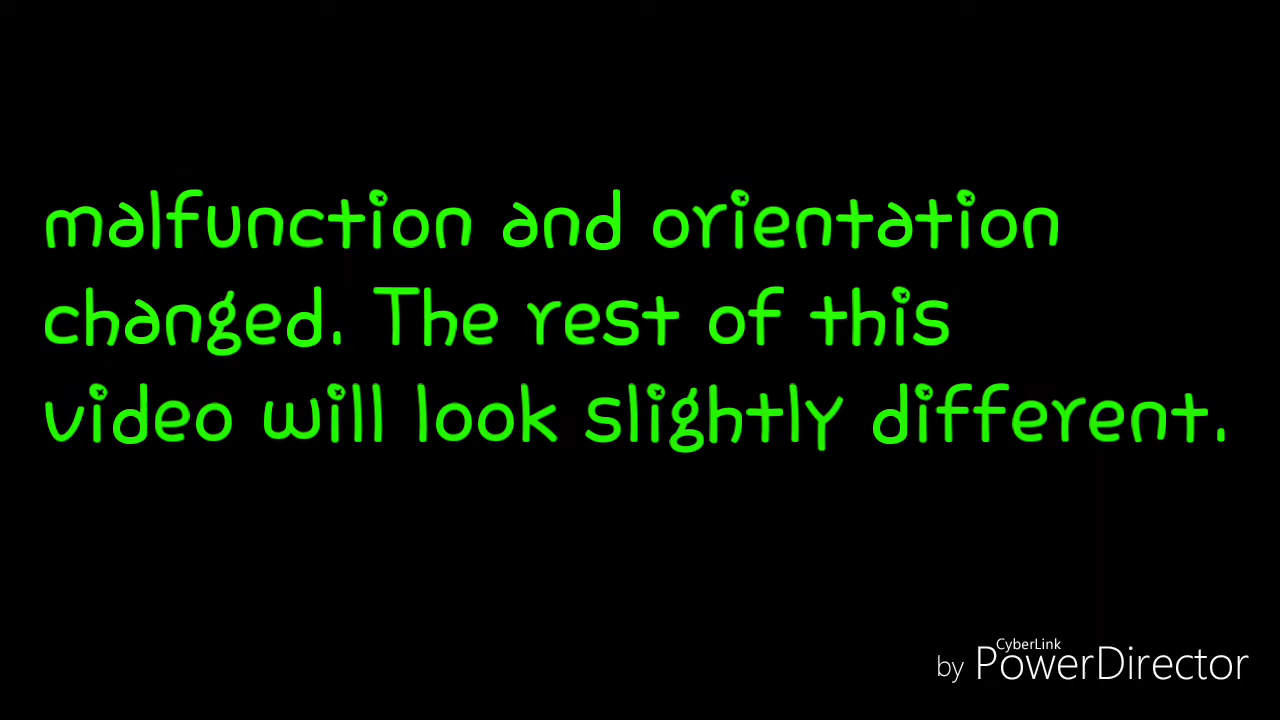 malfunction and orientation
changed. The rest of this
video will look slightly different.
CyberLink
by PowerDirector